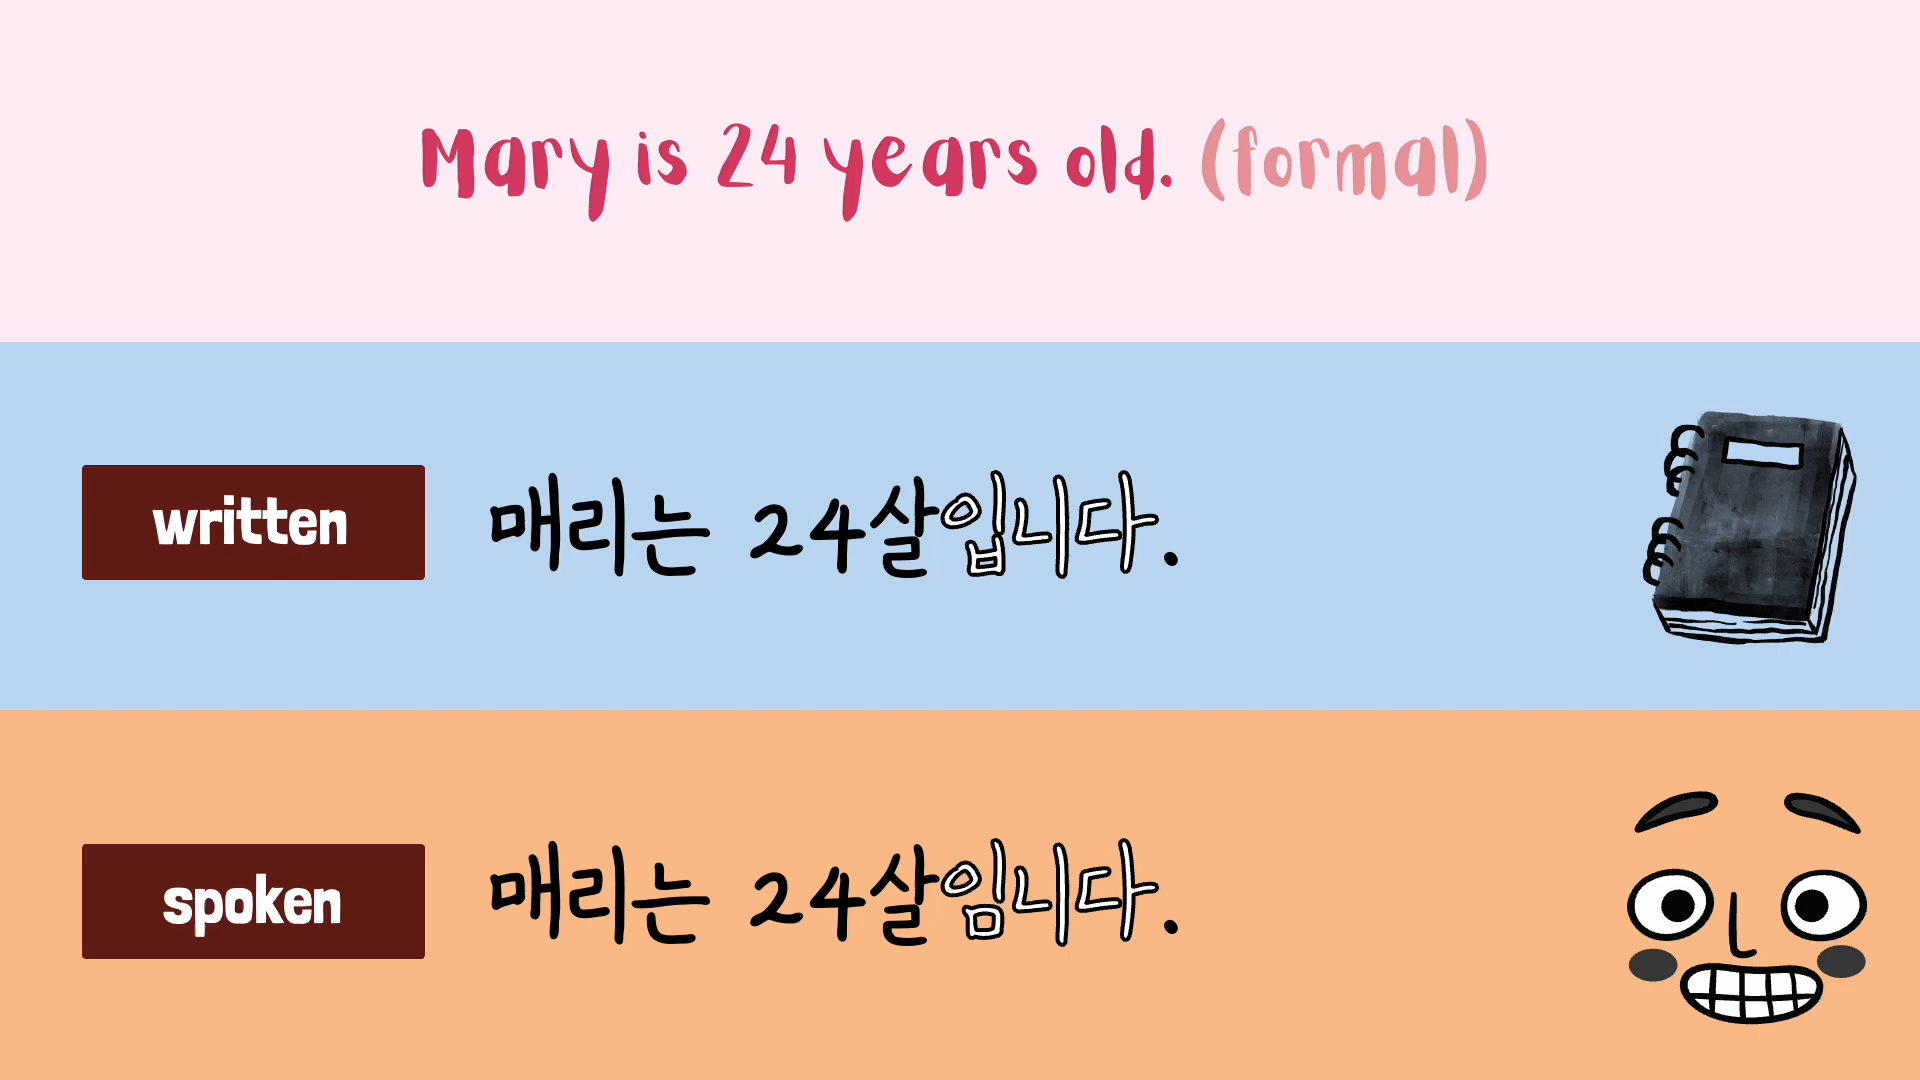 Mary is 24 years old. (formal)
written
매리는 24살입니다.
spoken
매리는 24살임니다.